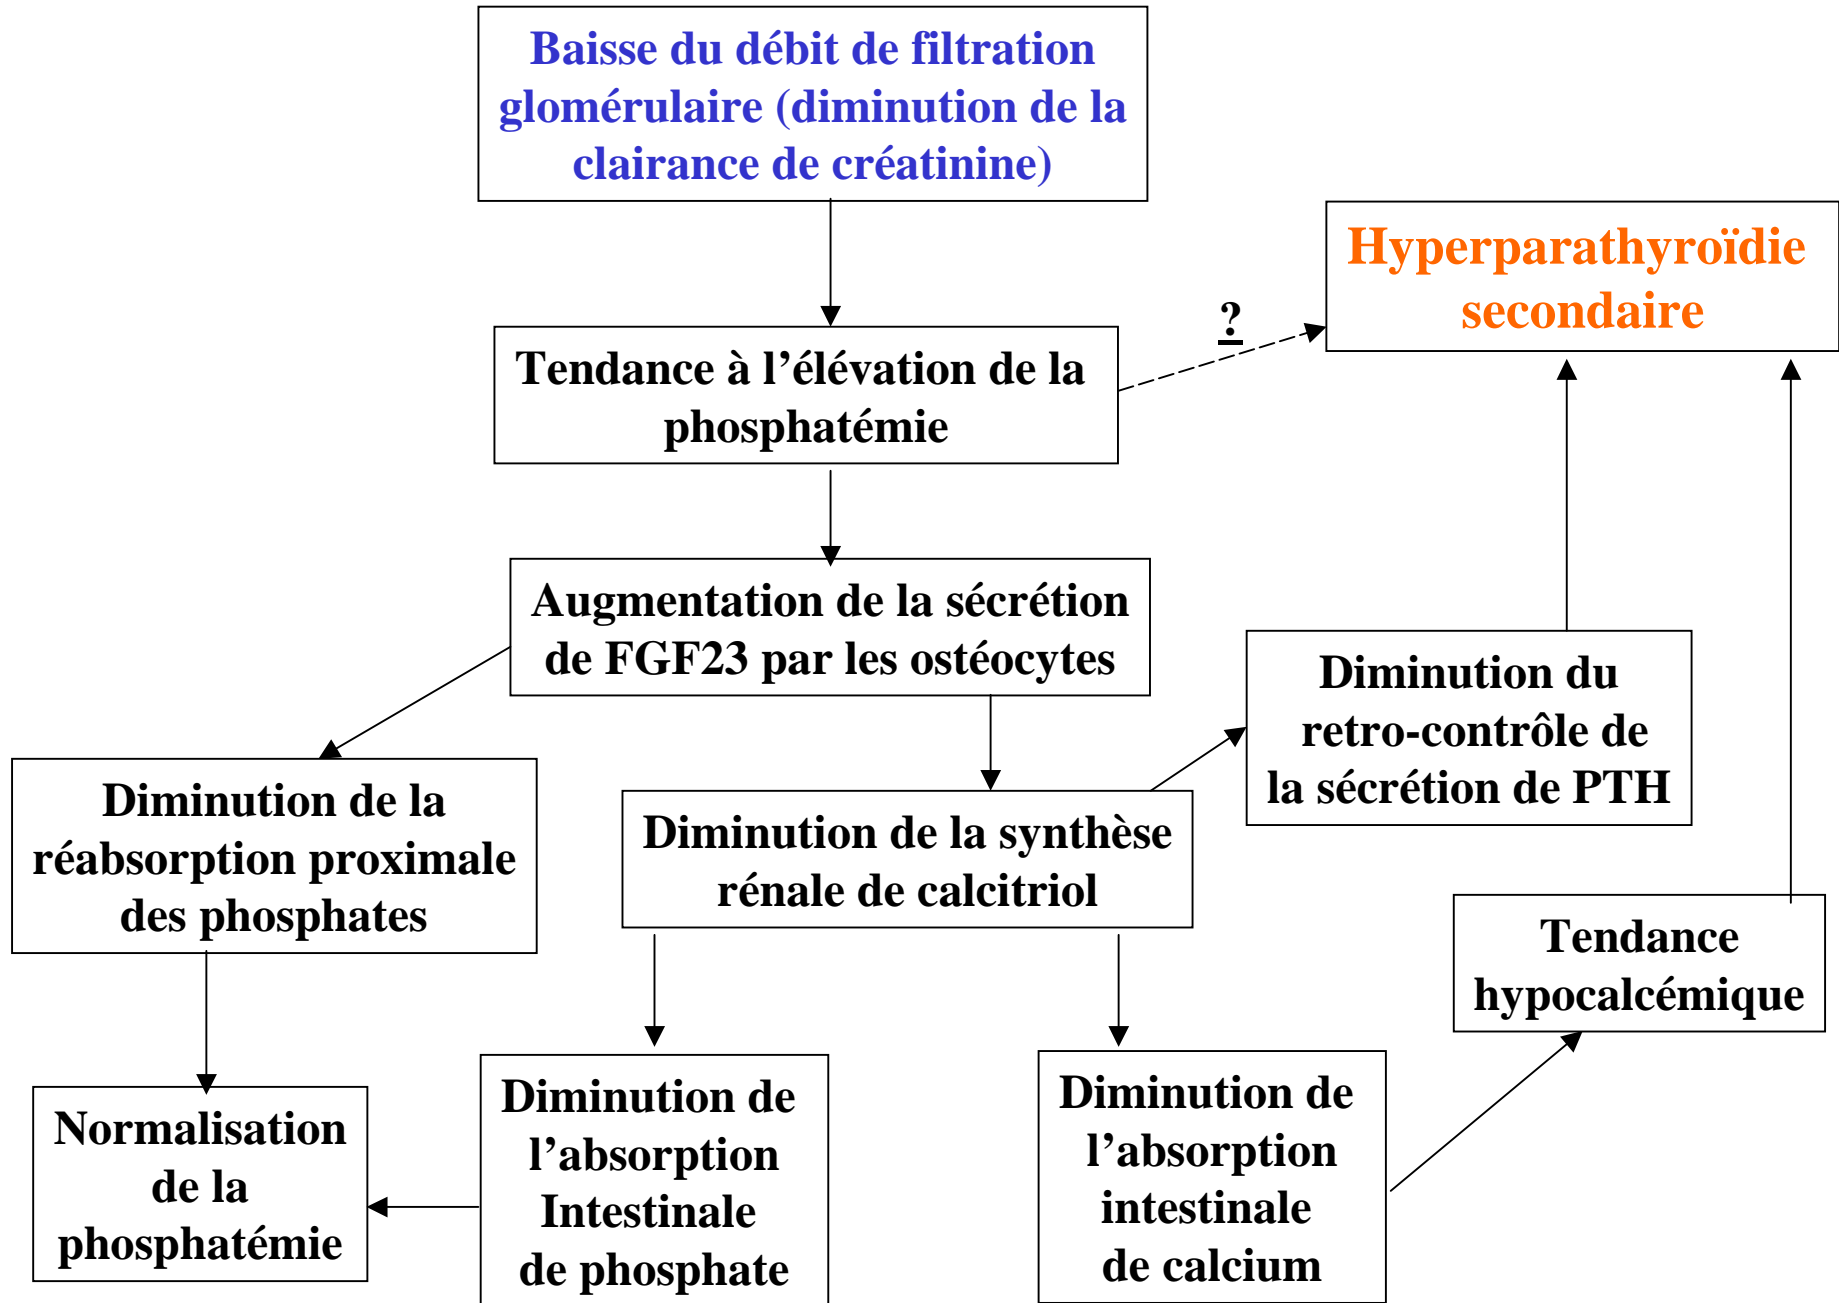 Baisse du débit de filtration
glomérulaire (diminution de la
clairance de créatinine)
Hyperparathyroïdie
secondaire
?
Tendance à l’élévation de la
phosphatémie
Augmentation de la sécrétion
de FGF23 par les ostéocytes
Diminution du
retro-contrôle de
la sécrétion de PTH
Diminution de la
réabsorption proximale
des phosphates
Diminution de la synthèse
rénale de calcitriol
Tendance
hypocalcémique
Normalisation
de la
phosphatémie
Diminution de
l’absorption
Intestinale
de phosphate
Diminution de
l’absorption
intestinale
de calcium